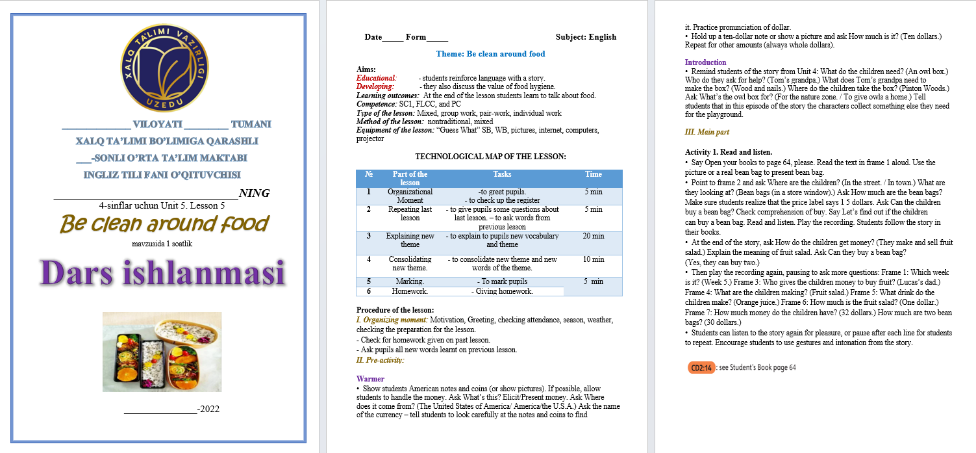 XALQ TA'LIMI VAZIRLIGI
UZEDU
____________ VILOYATI ________ TUMANI
XALQ TA'LIMI BO'LIMIGA QARASHLI
___-SONLI O'RTA TA'LIM MAKTABI
INGLIZ TILI FANI O'QITUVCHISI
____________________________NING
4-sinflar uchun Unit 5. Lesson 5
Be clean around food
mavzusida 1 soatlik
Dars ishlanmasi
_______________-2022
Date_____ Form_____ Subject: English
Theme: Be clean around food
Aims:
Educational: - students reinforce language with a story.
Developing: - they also discuss the value of food hygiene.
Learning outcomes: At the end of the lesson students learn to talk about food.
Competence: SC1, FLCC, and PC
Type of the lesson: Mixed, group work, pair-work, individual work
Method of the lesson: nontraditional, mixed
Equipment of the lesson: "Guess What" SB, WB, pictures, internet, computers,
projector
TECHNOLOGICAL MAP OF THE LESSON:
№ Part of the lesson Tasks Time
1 Organizational Moment -to greet pupils. - to check up the register 5 min
2 Repeating last lesson - to give pupils some questions about last lesson. – to ask words from previous lesson 5 min
3 Explaining new theme - to explain to pupils new vocabulary and theme 20 min
4 Consolidating new theme. - to consolidate new theme and new words of the theme. 10 min
5 Marking. - To mark pupils 5 min
6 Homework. - Giving homework.
Procedure of the lesson:
I. Organizing moment: Motivation, Greeting, checking attendance, season, weather,
checking the preparation for the lesson.
- Check for homework given on past lesson.
- Ask pupils all new words learnt on previous lesson.
II. Pre-activity:
Warmer
• Show students American notes and coins (or show pictures). If possible, allow
students to handle the money. Ask What's this? Elicit/Present money. Ask Where
does it come from? (The United States of America/ America/the U.S.A.) Ask the name
of the currency – tell students to look carefully at the notes and coins to find
it. Practice pronunciation of dollar.
• Hold up a ten-dollar note or show a picture and ask How much is it? (Ten dollars.)
Repeat for other amounts (always whole dollars).
Introduction
• Remind students of the story from Unit 4: What do the children need? (An owl box.)
Who do they ask for help? (Tom's grandpa.) What does Tom's grandpa need to
make the box? (Wood and nails.) Where do the children take the box? (Pinton Woods.)
Ask What's the owl box for? (For the nature zone. / To give owls a home.) Tell
students that in this episode of the story the characters collect something else they need
for the playground.
III. Main part
Activity 1. Read and listen.
• Say Open your books to page 64, please. Read the text in frame 1 aloud. Use the
picture or a real bean bag to present bean bag.
• Point to frame 2 and ask Where are the children? (In the street. / In town.) What are
they looking at? (Bean bags (in a store window).) Ask How much are the bean bags?
Make sure students realize that the price label says 1.5 dollars. Ask Can the children
buy a bean bag? Check comprehension of buy. Say Let's find out if the children
can buy a bean bag. Read and listen. Play the recording. Students follow the story in
their books.
• At the end of the story, ask How do the children get money? (They make and sell fruit
salad.) Explain the meaning of fruit salad. Ask Can they buy a bean bag?
(Yes, they can buy two.)
• Then play the recording again, pausing to ask more questions: Frame 1: Which week
is it? (Week 5.) Frame 3: Who gives the children money to buy fruit? (Lucas's dad.)
Frame 4: What are the children making? (Fruit salad.) Frame 5: What drink do the
children make? (Orange juice.) Frame 6: How much is the fruit salad? (One dollar.)
Frame 7: How much money do the children have? (32 dollars.) How much are two bean
bags? (30 dollars.)
• Students can listen to the story again for pleasure, or pause after each line for students
to repeat. Encourage students to use gestures and intonation from the story.
CD2:14 : see Student's Book page 64